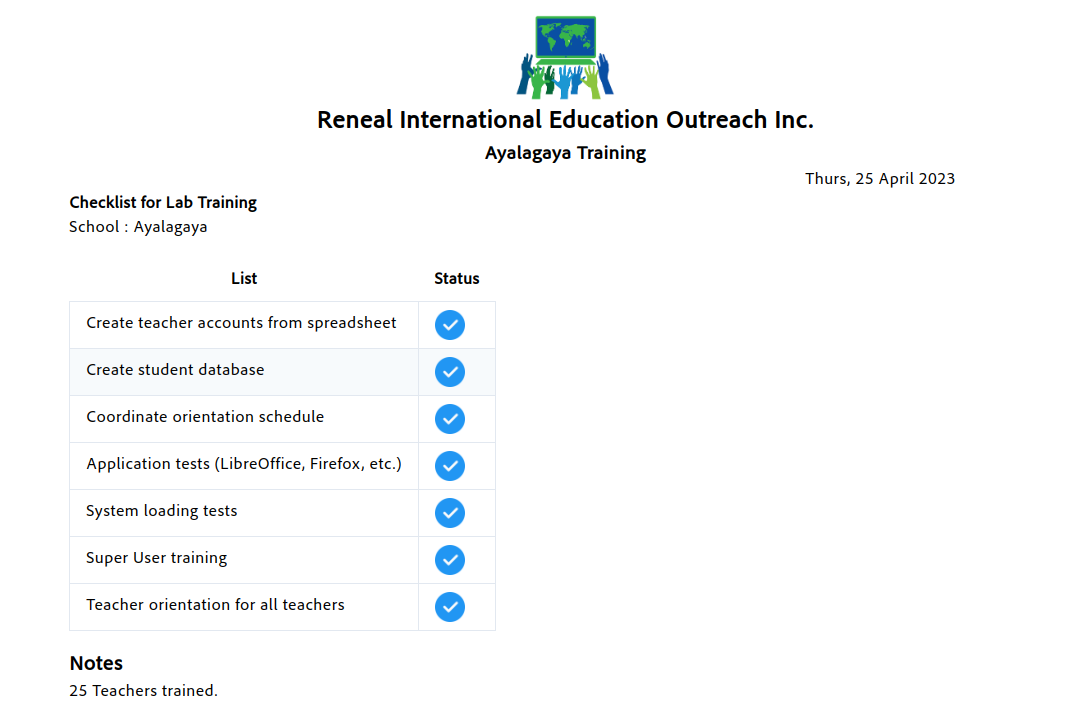 Reneal International Education Outreach Inc.
Ayalagaya Training
Thurs, 25 April 2023
Checklist for Lab Training
School : Ayalagaya
List Status
Create teacher accounts from spreadsheet
Create student database
Coordinate orientation schedule
Application tests (LibreOffice, Firefox, etc.)
System loading tests
Super User training
Teacher orientation for all teachers
Notes
25 Teachers trained.